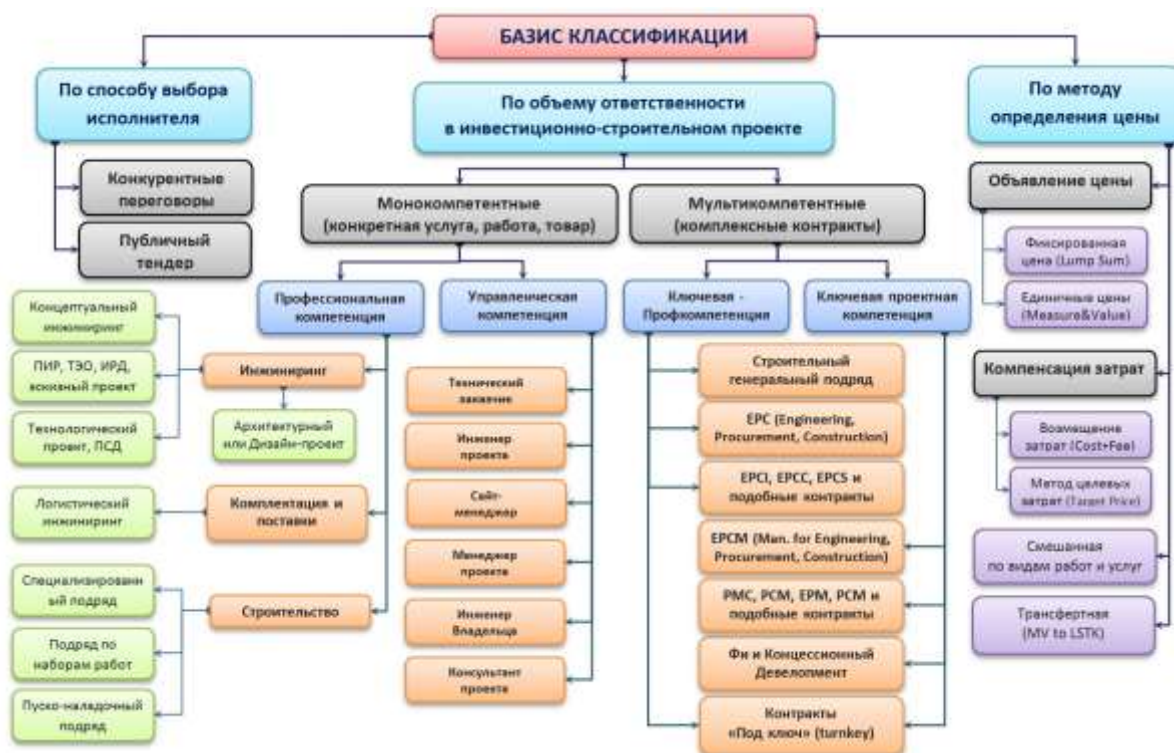 БАЗИС КЛАССИФИКАЦИИ
По способу выбора
исполнителя
Конкурентные
переговоры
Публичный
тендер
По объему ответственности
в инвестиционно-строительном проекте
По методу
определения цены
Монокомпетентные
(конкретная услуга, работа, товар)
Мультикомпетентные
(комплексные контракты)
Профессиональная
компетенция
Управленческая
компетенция
Ключевая -
Профкомпетенция
Ключевая проектная
компетенция
Концептуальный
инжиниринг
ПИР, ТЭО, ИРД,
эскизный проект
Технологический
проект, ПСД
Инжиниринг
Архитектурный
или Дизайн-проект
Логистический
инжиниринг
Комплектация и
поставки
Специализированн
ый подряд
Подряд по
наборам работ
Пуско-наладочный
подряд
Строительство
Технический
заказчик
Инженер
проекта
Сайт-
менеджер
Менеджер
проекта
Инженер
Владельца
Консультант
проекта
Строительный
генеральный подряд
EPC (Engineering,
Procurement, Construction)
EPCI, EPCC, EPCS и
подобные контракты
EPCM (Man. for Engineering,
Procurement, Construction)
PMC, PCM, EPM, PCM и
подобные контракты
Фи и Концессионный
Девелопмент
Контракты
«Под ключ» (turnkey)
Объявление цены
Фиксированная
цена (Lump Sum)
Единичные цены
(Measure&Value)
Компенсация затрат
Возмещение
затрат (Cost+Fee)
Метод целевых
затрат (Target Price)
Смешанная
по видам работ и услуг
Трансфертная
(MV to LSTK)